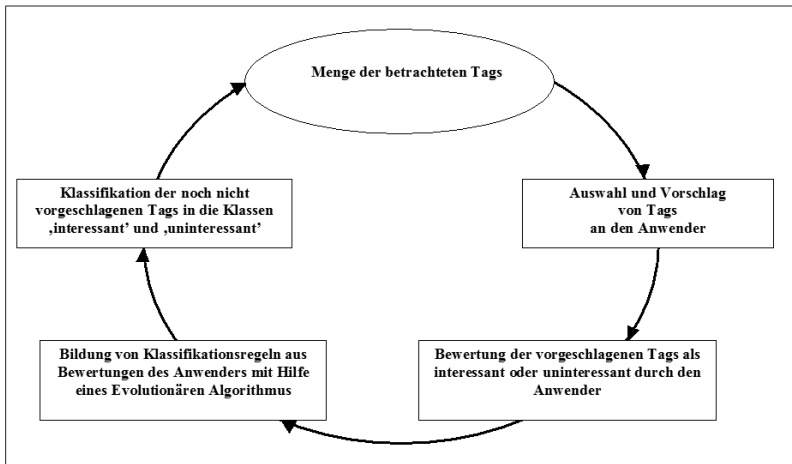 Menge der betrachteten Tags
Auswahl und Vorschlag
von Tags
an den Anwender
Bewertung der vorgeschlagenen Tags als
interessant oder uninteressant durch den
Anwender
Bildung von Klassifikationsregeln aus
Bewertungen des Anwenders mit Hilfe
eines Evolutionären Algorithmus
Klassifikation der noch nicht
vorgeschlagenen Tags in die Klassen
‚interessant’ und ‚uninteressant’